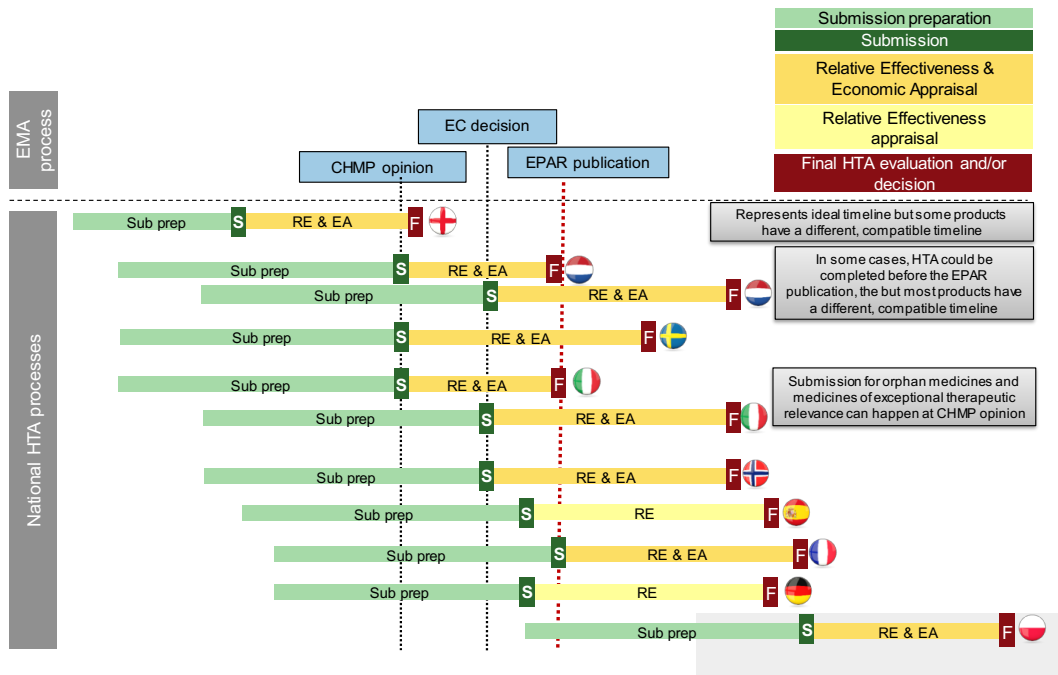 Submission preparation
Submission
Relative Effectiveness &
Economic Appraisal
Relative Effectiveness
appraisal
Final HTA evaluation and/or
decision
EMA
process
EC decision
CHMP opinion
EPAR publication
National HTA processes
Sub prep S RE & EA F
Represents ideal timeline but some products
have a different, compatible timeline
Sub prep S RE & EA F
Sub prep S RE & EA F
In some cases, HTA could be
completed before the EPAR
publication, the but most products have
a different, compatible timeline
Sub prep S RE & EA F
Sub prep S RE & EA F
Sub prep S RE & EA F
Submission for orphan medicines and
medicines of exceptional therapeutic
relevance can happen at CHMP opinion
Sub prep S RE & EA F
Sub prep S RE F
Sub prep S RE & EA F
Sub prep S RE F
Sub prep S RE & EA F